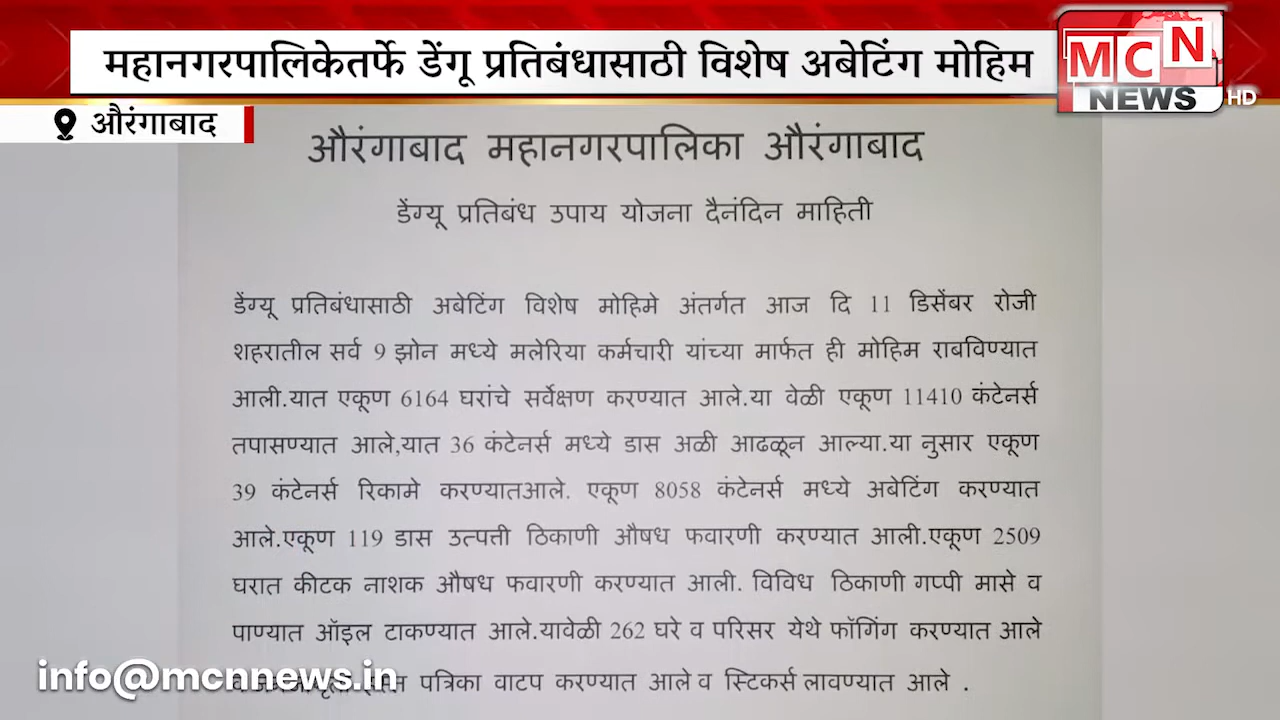 महानगरपालिकेतर्फे डेंगू प्रतिबंधासाठी विशेष अबेटिंग मोहिम
MCN
NEWS
HD
औरंगाबाद
औरंगाबाद महानगरपालिका औरंगाबाद
डेंग्यू प्रतिबंध उपाय योजना दैनंदिन माहिती
डेंग्यू प्रतिबंधासाठी अबेटिंग विशेष मोहिमे अंतर्गत आज दि 11 डिसेंबर रोजी
शहरातील सर्व 9 झोन मध्ये मलेरिया कर्मचारी यांच्या मार्फत ही मोहिम राबविण्यात
आली.यात एकूण 6164 घरांचे सर्वेक्षण करण्यात आले.या वेळी एकूण 11410 कंटेनर्स
तपासण्यात आले,यात 36 कंटेनर्स मध्ये डास अळी आढळून आल्या.या नुसार एकूण
39 कंटेनर्स रिकामे करण्यातआले. एकूण 8058 कंटेनर्स मध्ये अबेटिंग करण्यात
आले.एकूण 119 डास उत्पत्ती ठिकाणी औषध फवारणी करण्यात आली.एकूण 2509
घरात कीटक नाशक औषध फवारणी करण्यात आली. विविध ठिकाणी गप्पी मासे व
पाण्यात ऑइल टाकण्यात आले.यावेळी 262 घरे व परिसर येथे फॉगिंग करण्यात आले
पत्रिका वाटप करण्यात आले व स्टिकर्स लावण्यात आले .
info@mcnnews.in